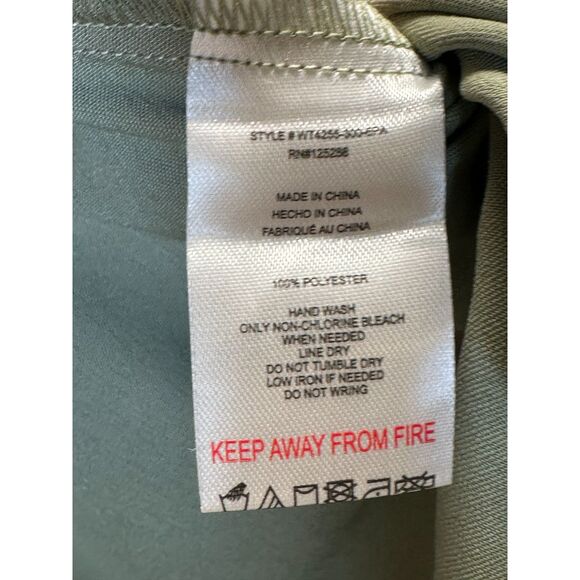 STYLE # WT4255-300-EPA
RN#125286
MADE IN CHINA
HECHO IN CHINA
FABRIQUÉ AU CHINA
100% POLYESTER
HAND WASH
ONLY NON-CHLORINE BLEACH
WHEN NEEDED
LINE DRY
DO NOT TUMBLE DRY
LOW IRON IF NEEDED
DO NOT WRING
KEEP AWAY FROM FIRE